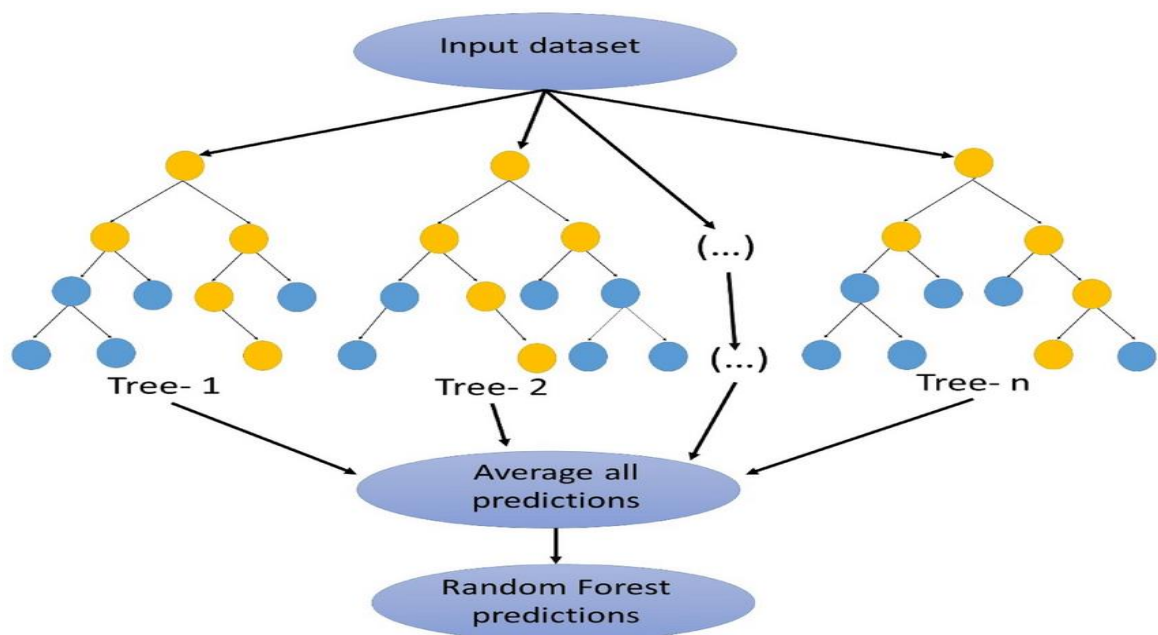 Input dataset
(...)
(...)
Tree- 1
Tree- 2
Tree- n
Average all
predictions
Random Forest
predictions